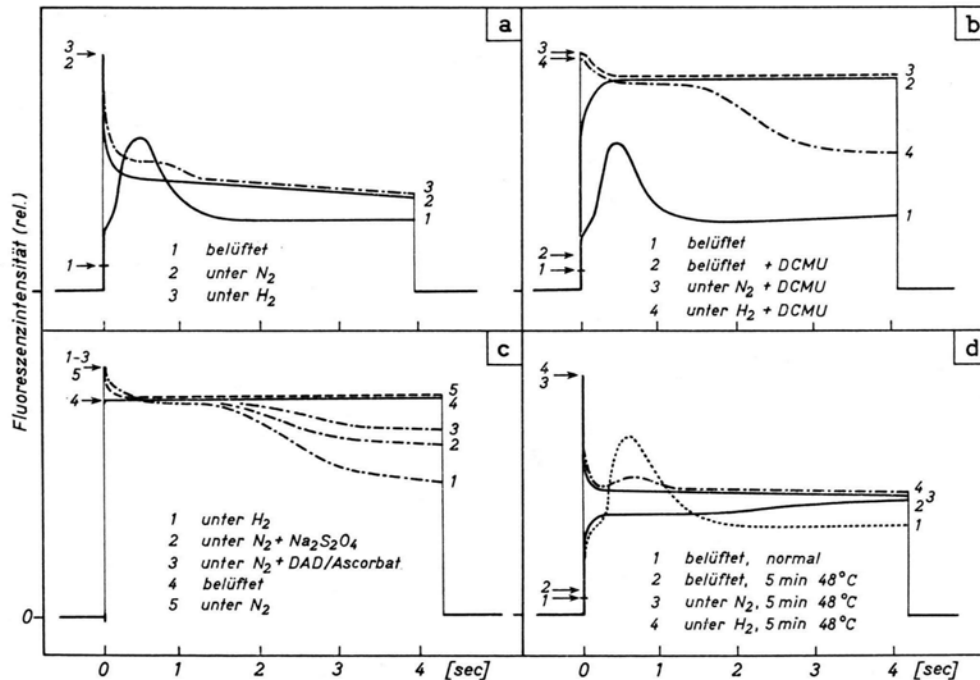 Fluoreszenzintensität (rel.)
a
3
2
1
3
2
1
1 belüftet
2 unter N₂
3 unter H₂
b
3
4
2
1
3
2
4
1
1 belüftet
2 belüftet + DCMU
3 unter N₂ + DCMU
4 unter H₂ + DCMU
c
1-3
5
4
0
5
4
3
2
1
1 unter H₂
2 unter N₂ + Na₂S₂O₄
3 unter N₂ + DAD/Ascorbat
4 belüftet
5 unter N₂
0 1 2 3 4 [sec]
d
4
3
2
1
4
3
2
1
1 belüftet, normal
2 belüftet, 5 min 48°C
3 unter N₂, 5 min 48°C
4 unter H₂, 5 min 48°C
0 1 2 3 4 [sec]